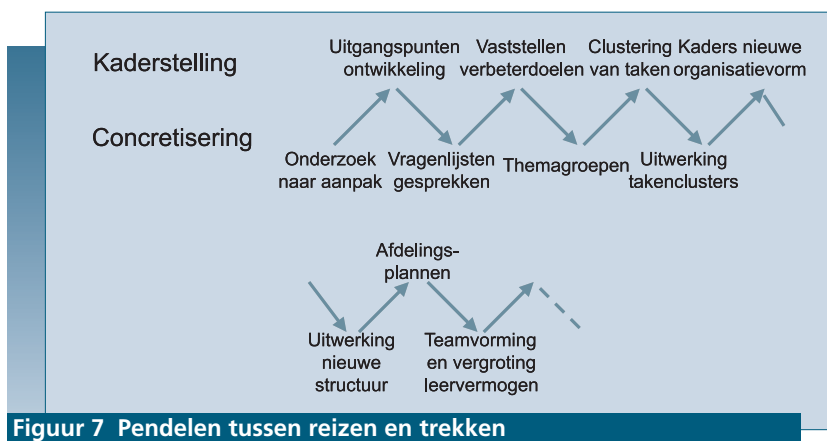 Kaderstelling
Uitgangspunten
ontwikkeling
Vaststellen
verbeterdoelen
Clustering
van taken
Kaders nieuwe
organisatievorm
Concretisering
Onderzoek
naar aanpak
Vragenlijsten
gesprekken
Themagroepen
Uitwerking
takenclusters
Afdelings-
plannen
Uitwerking
nieuwe
structuur
Teamvorming
en vergroting
leervermogen
Figuur 7 Pendelen tussen reizen en trekken